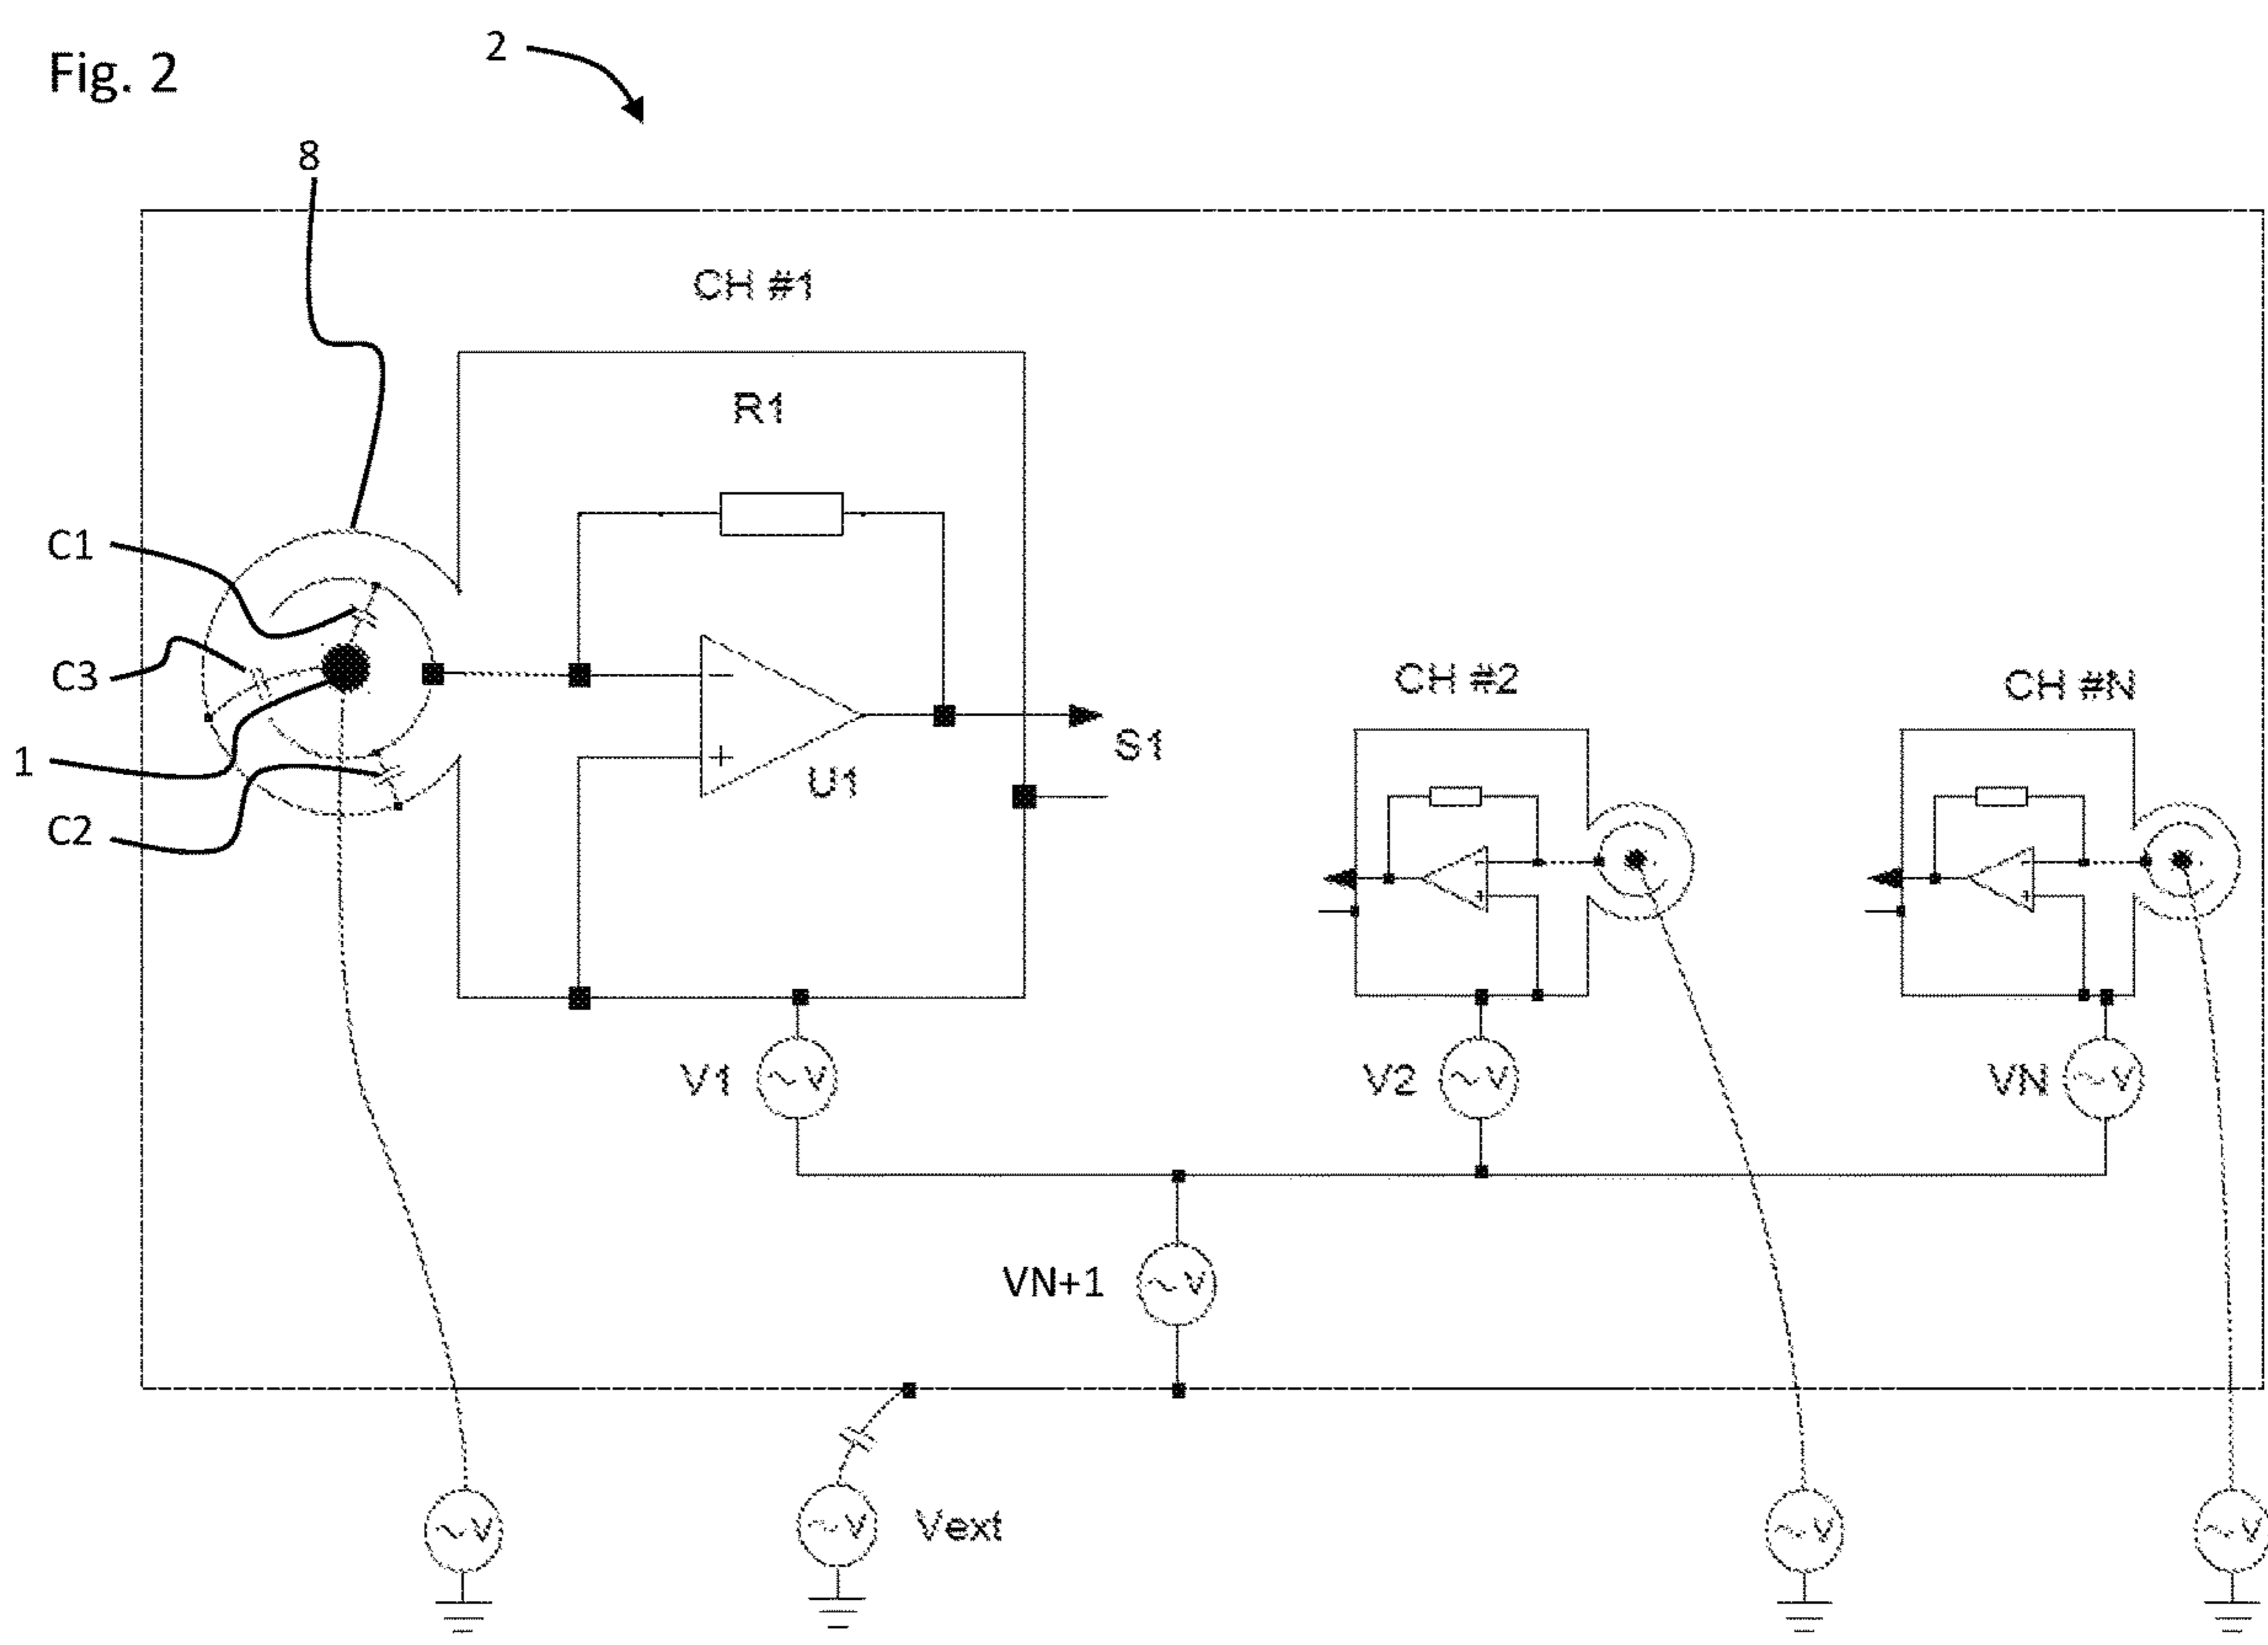 Fig. 2
2
8
CH #1
R1
C1
C3
1
C2
U1
S1
CH #2
CH #N
V1
~V
V2
~V
VN
~V
VN+1
~V
~V
~V
Vext
~V
~V